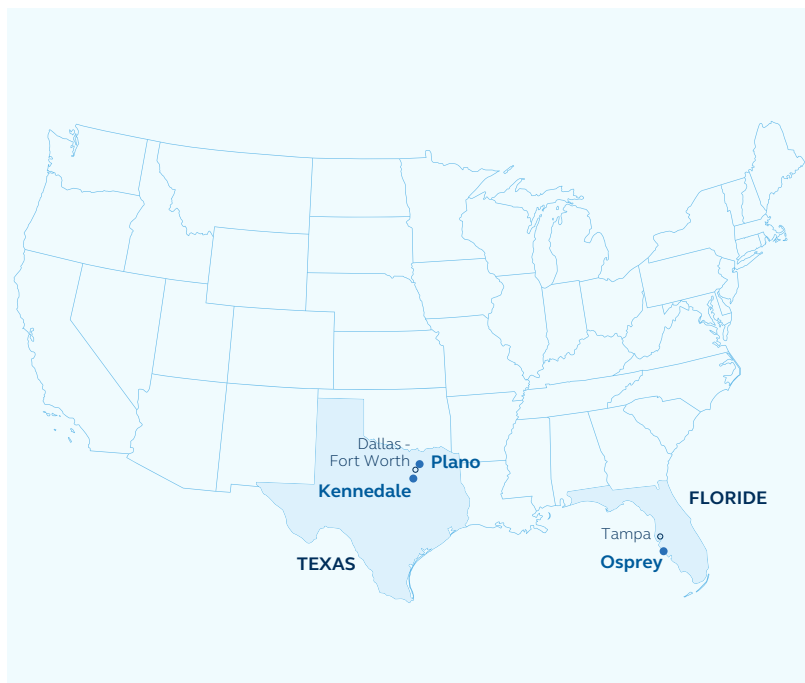 Dallas -
Fort Worth
Plano
Kennedale
TEXAS
FLORIDE
Tampa
Osprey